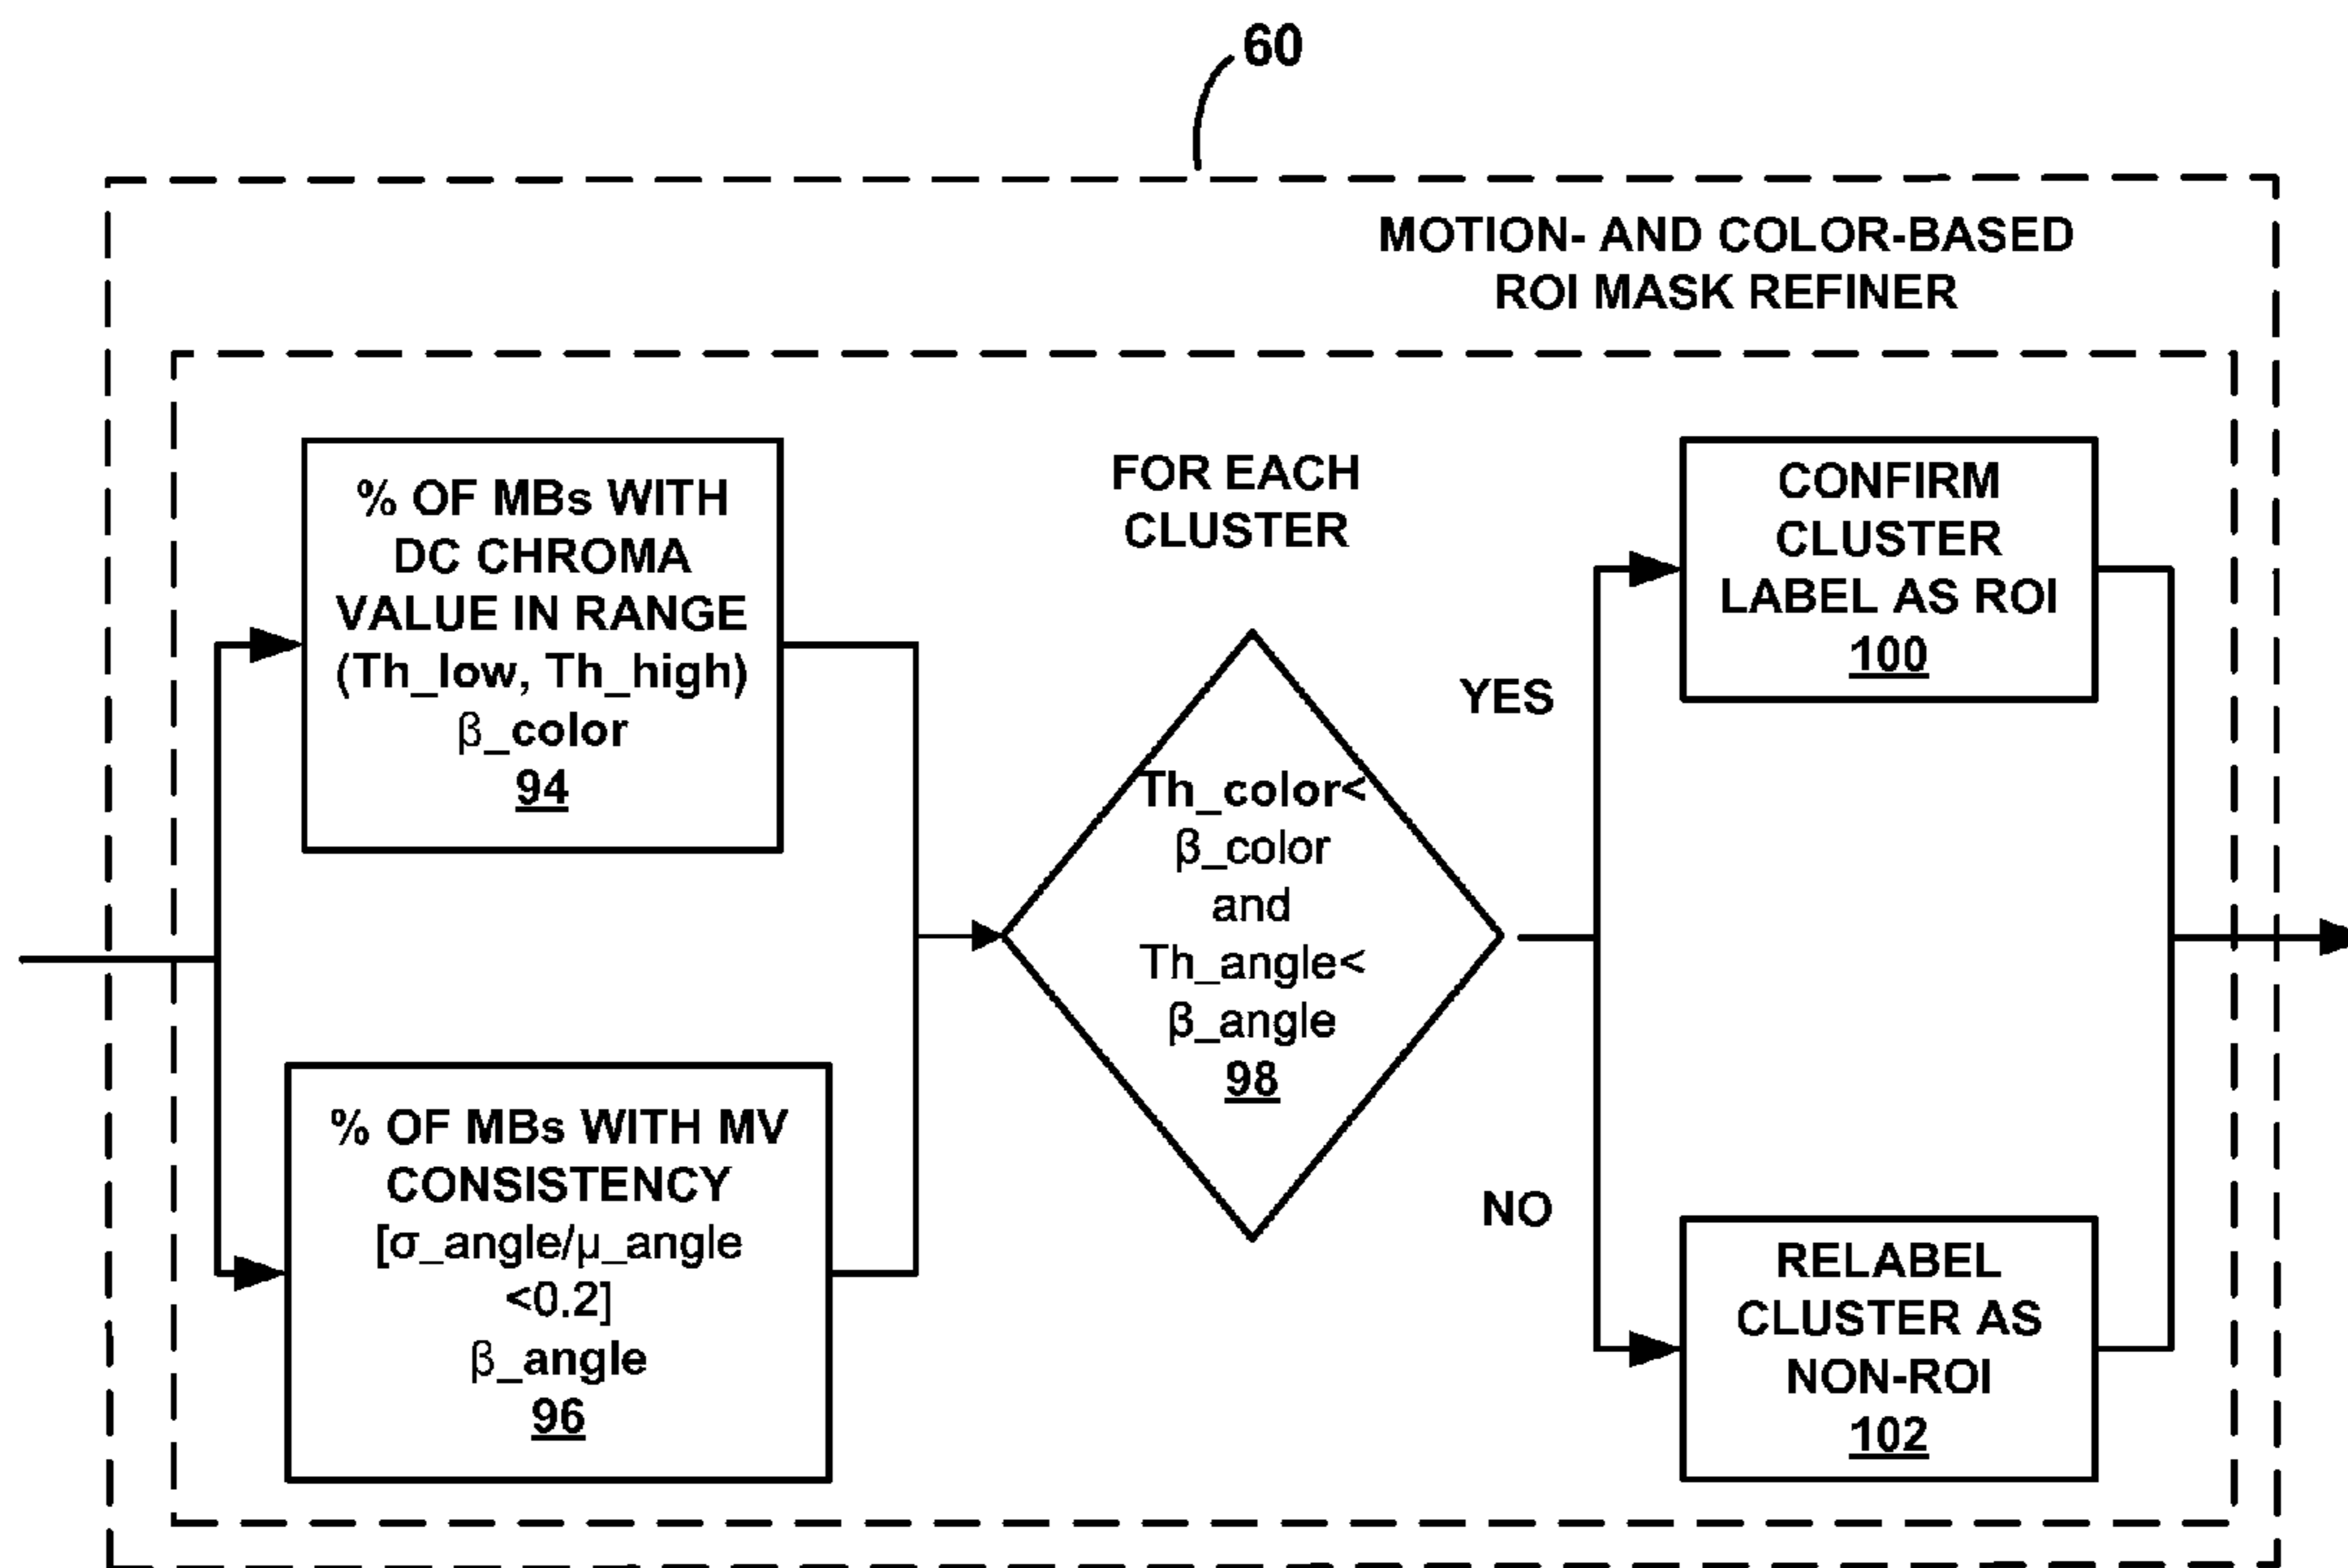 60
MOTION- AND COLOR-BASED
ROI MASK REFINER
% OF MBs WITH
DC CHROMA
VALUE IN RANGE
(Th_low, Th_high)
β_color
94
% OF MBs WITH MV
CONSISTENCY
[σ_angle/μ_angle
<0.2]
β_angle
96
FOR EACH
CLUSTER
Th_color<
β_color
and
Th_angle<
β_angle
98
YES
NO
CONFIRM
CLUSTER
LABEL AS ROI
100
RELABEL
CLUSTER AS
NON-ROI
102